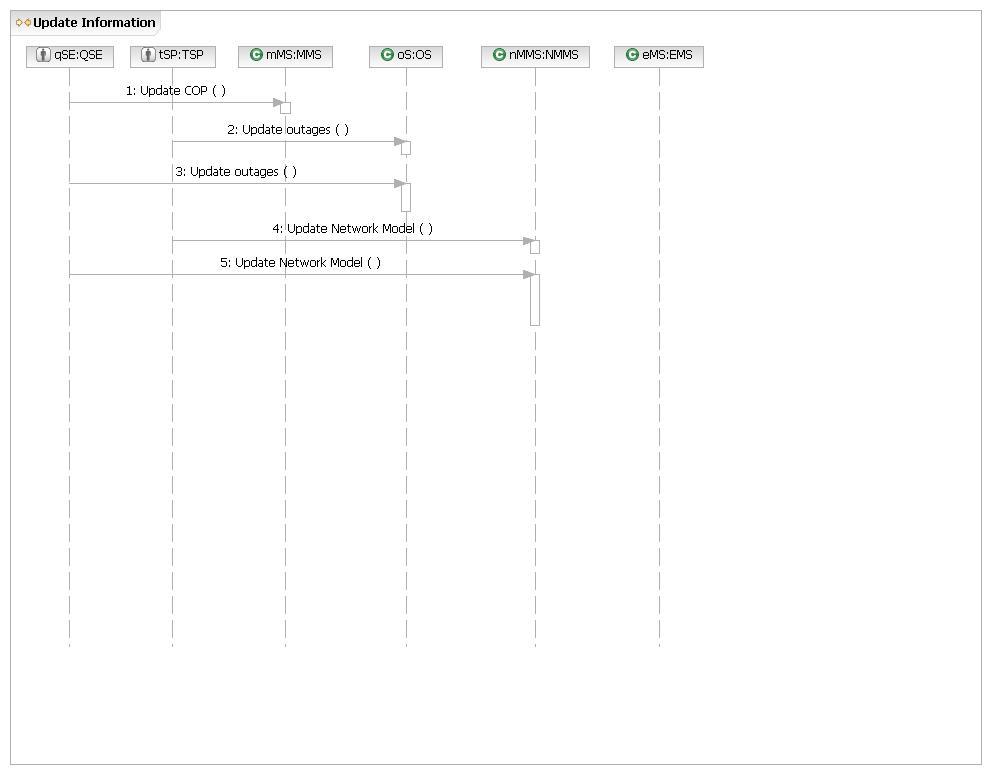 Update Information
qSE:QSE tSP:TSP mMS:MMS oS:OS nMMS:NMMS eMS:EMS
1: Update COP ( )
2: Update outages ( )
3: Update outages ( )
4: Update Network Model ( )
5: Update Network Model ( )